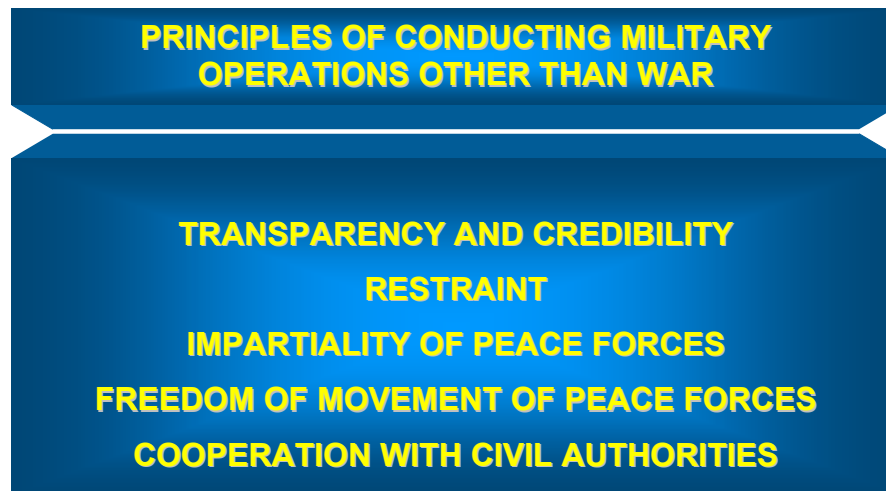 PRINCIPLES OF CONDUCTING MILITARY
OPERATIONS OTHER THAN WAR
TRANSPARENCY AND CREDIBILITY
RESTRAINT
IMPARTIALITY OF PEACE FORCES
FREEDOM OF MOVEMENT OF PEACE FORCES
COOPERATION WITH CIVIL AUTHORITIES